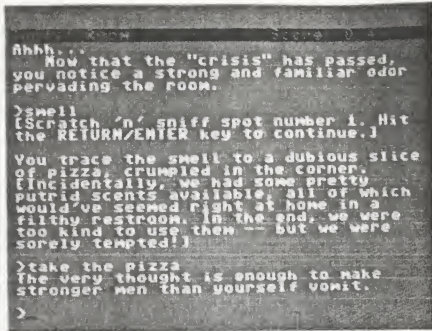 Room Score: 0/4
Ahhh...
Now that the "crisis" has passed,
you notice a strong and familiar odor
pervading the room.
>smell
[Scratch 'n' sniff spot number 1. Hit
the RETURN/ENTER key to continue.]
You trace the smell to a dubious slice
of pizza, crumpled in the corner.
[Incidentally, we had some pretty
putrid scents available, all of which
would've seemed right at home in a
filthy restroom. In the end, we were
too kind to use them -- but we were
sorely tempted!]
>take the pizza
The very thought is enough to make
stronger men than yourself vomit.
>